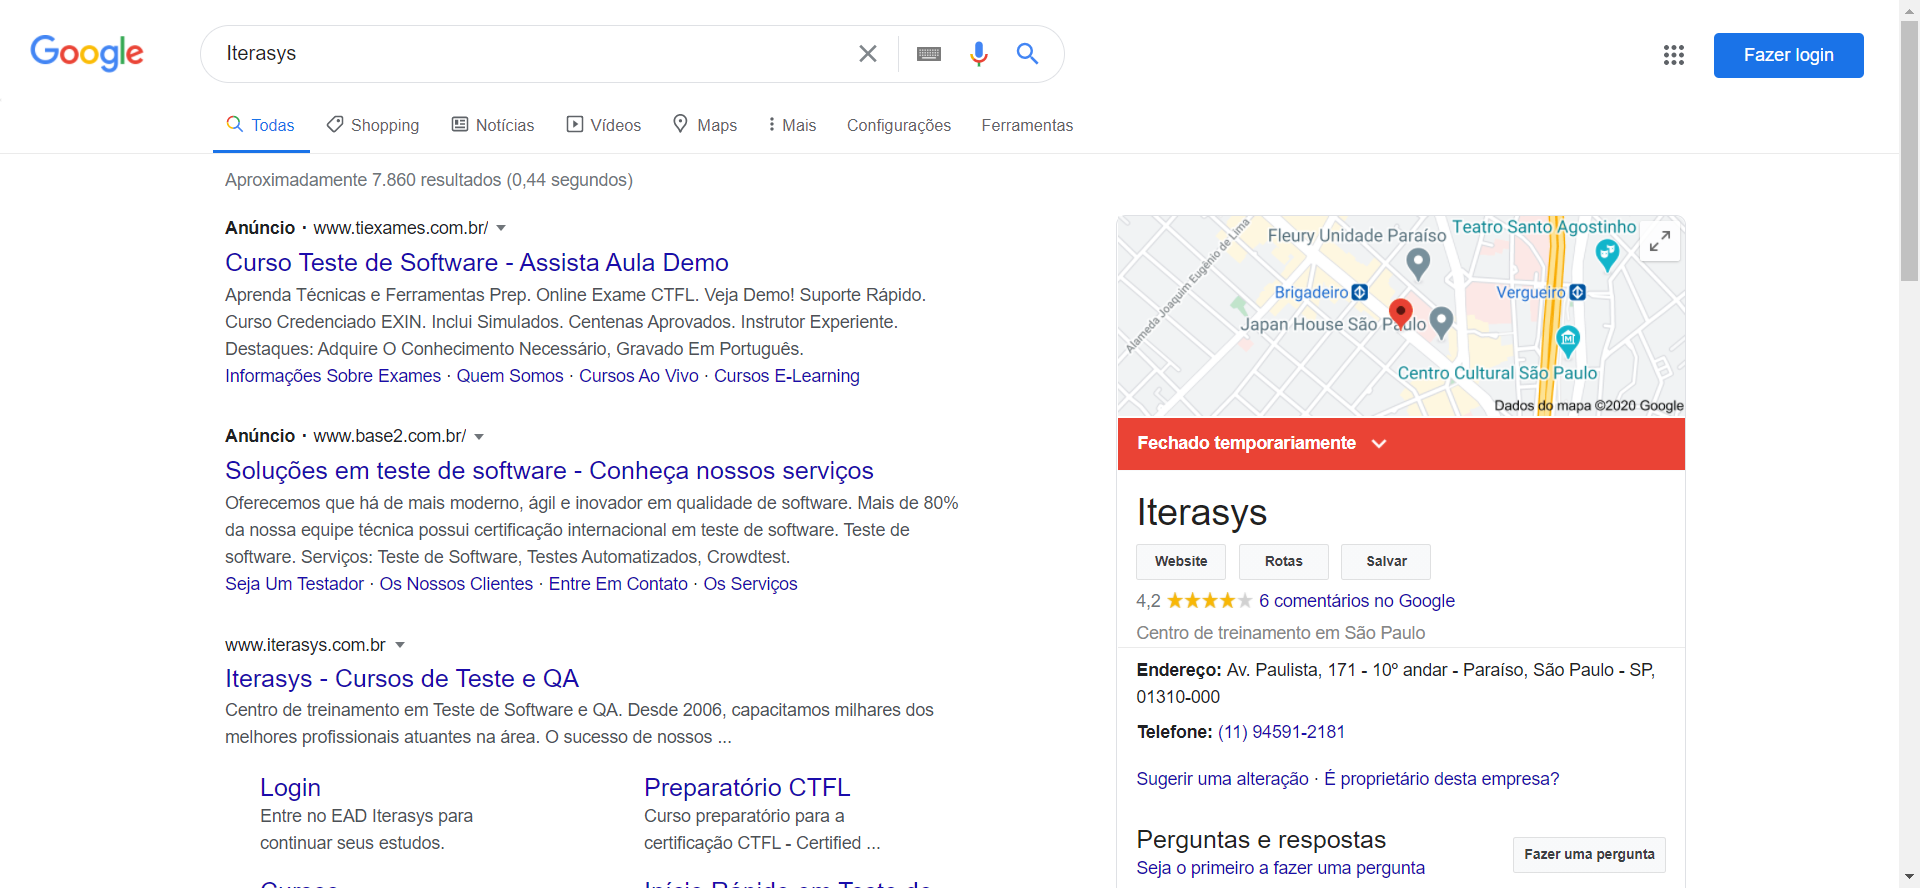 Google
Iterasys
Fazer login
Todas
Shopping
Notícias
Vídeos
Maps
Mais
Configurações
Ferramentas
Aproximadamente 7.860 resultados (0,44 segundos)
Anúncio · www.tiexames.com.br/
Curso Teste de Software - Assista Aula Demo
Aprenda Técnicas e Ferramentas Prep. Online Exame CTFL. Veja Demo! Suporte Rápido.
Curso Credenciado EXIN. Inclui Simulados. Centenas Aprovados. Instrutor Experiente.
Destaques: Adquire O Conhecimento Necessário, Gravado Em Português.
Informações Sobre Exames · Quem Somos · Cursos Ao Vivo · Cursos E-Learning
Anúncio · www.base2.com.br/
Soluções em teste de software - Conheça nossos serviços
Oferecemos que há de mais moderno, ágil e inovador em qualidade de software. Mais de 80%
da nossa equipe técnica possui certificação internacional em teste de software. Teste de
software. Serviços: Teste de Software, Testes Automatizados, Crowdtest.
Seja Um Testador · Os Nossos Clientes · Entre Em Contato · Os Serviços
www.iterasys.com.br
Iterasys - Cursos de Teste e QA
Centro de treinamento em Teste de Software e QA. Desde 2006, capacitamos milhares dos
melhores profissionais atuantes na área. O sucesso de nossos ...
Login
Entre no EAD Iterasys para
continuar seus estudos.
Preparatório CTFL
Curso preparatório para a
certificação CTFL - Certified ...
Cursos
Início Rápido em Teste de
Alameda Joaquim Eugênio de Lima
Fleury Unidade Paraíso
Teatro Santo Agostinho
Brigadeiro
Vergueiro
Japan House São Paulo
Centro Cultural São Paulo
Dados do mapa ©2020 Google
Fechado temporariamente
Iterasys
Website
Rotas
Salvar
4,2 6 comentários no Google
Centro de treinamento em São Paulo
Endereço: Av. Paulista, 171 - 10º andar - Paraíso, São Paulo - SP,
01310-000
Telefone: (11) 94591-2181
Sugerir uma alteração · É proprietário desta empresa?
Perguntas e respostas
Seja o primeiro a fazer uma pergunta
Fazer uma pergunta